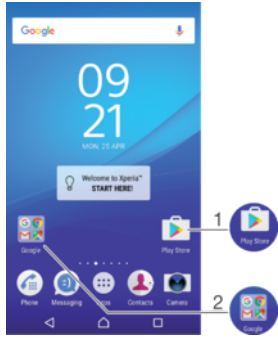 Google
09
21
MON, 25 APR
Welcome to Xperia™
START HERE!
Google
Play Store
Phone
Messaging
Apps
Contacts
Camera
1
Play Store
2
Google